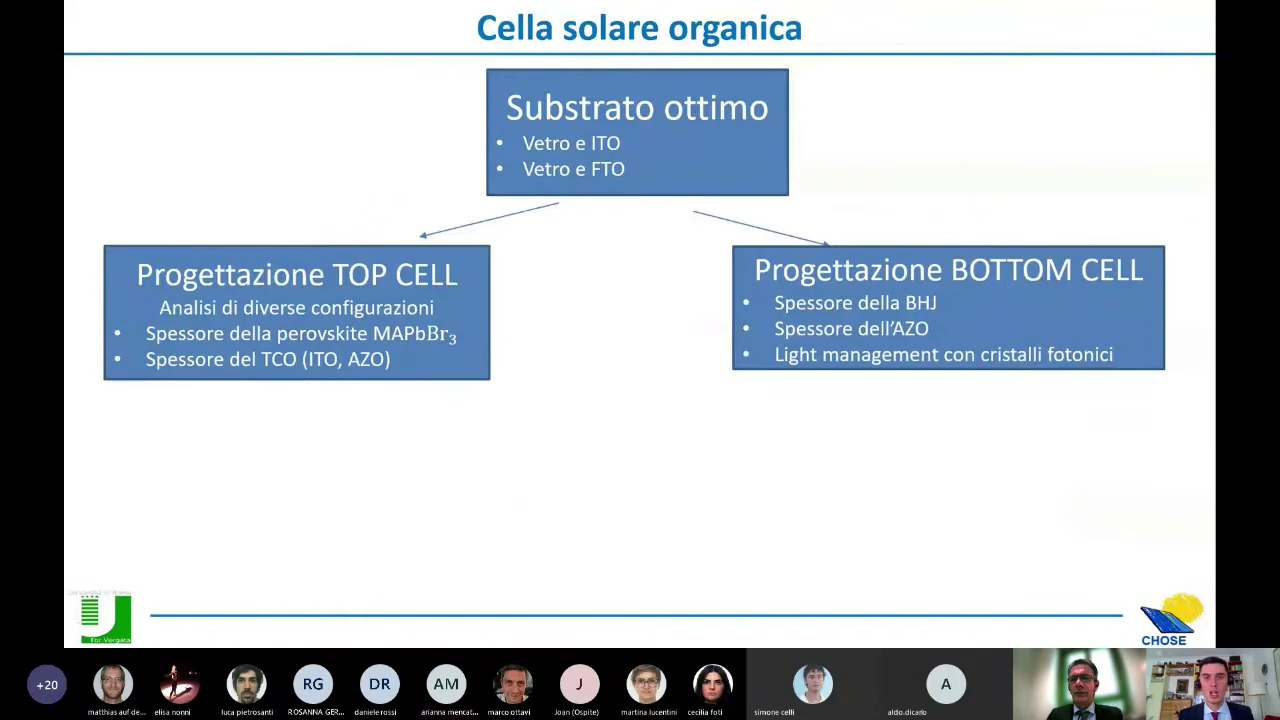 Cella solare organica
Substrato ottimo
• Vetro e ITO
• Vetro e FTO
Progettazione TOP CELL
Analisi di diverse configurazioni
• Spessore della perovskite MAPbBr₃
• Spessore del TCO (ITO, AZO)
Progettazione BOTTOM CELL
• Spessore della BHJ
• Spessore dell'AZO
• Light management con cristalli fotonici
Tor Vergata
CHOSE
+20
RG
DR
AM
J
A
matthias auf de...
elisa nonni
luca pietrosanti
ROSANNA GER...
daniele rossi
arianna mencat...
marco ottavi
Joan (Ospite)
martina lucentini
cecilia foti
simone celli
aldo.dicarlo